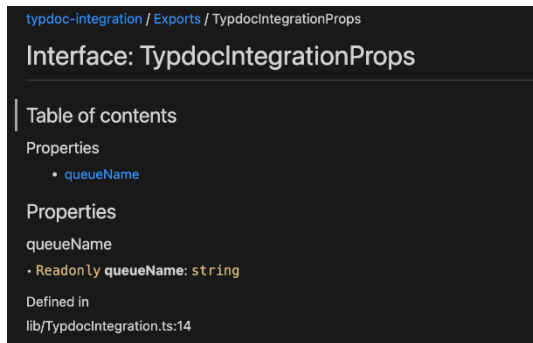 typdoc-integration / Exports / TypdocIntegrationProps
Interface: TypdocIntegrationProps
Table of contents
Properties
• queueName
Properties
queueName
• Readonly queueName: string
Defined in
lib/TypdocIntegration.ts:14